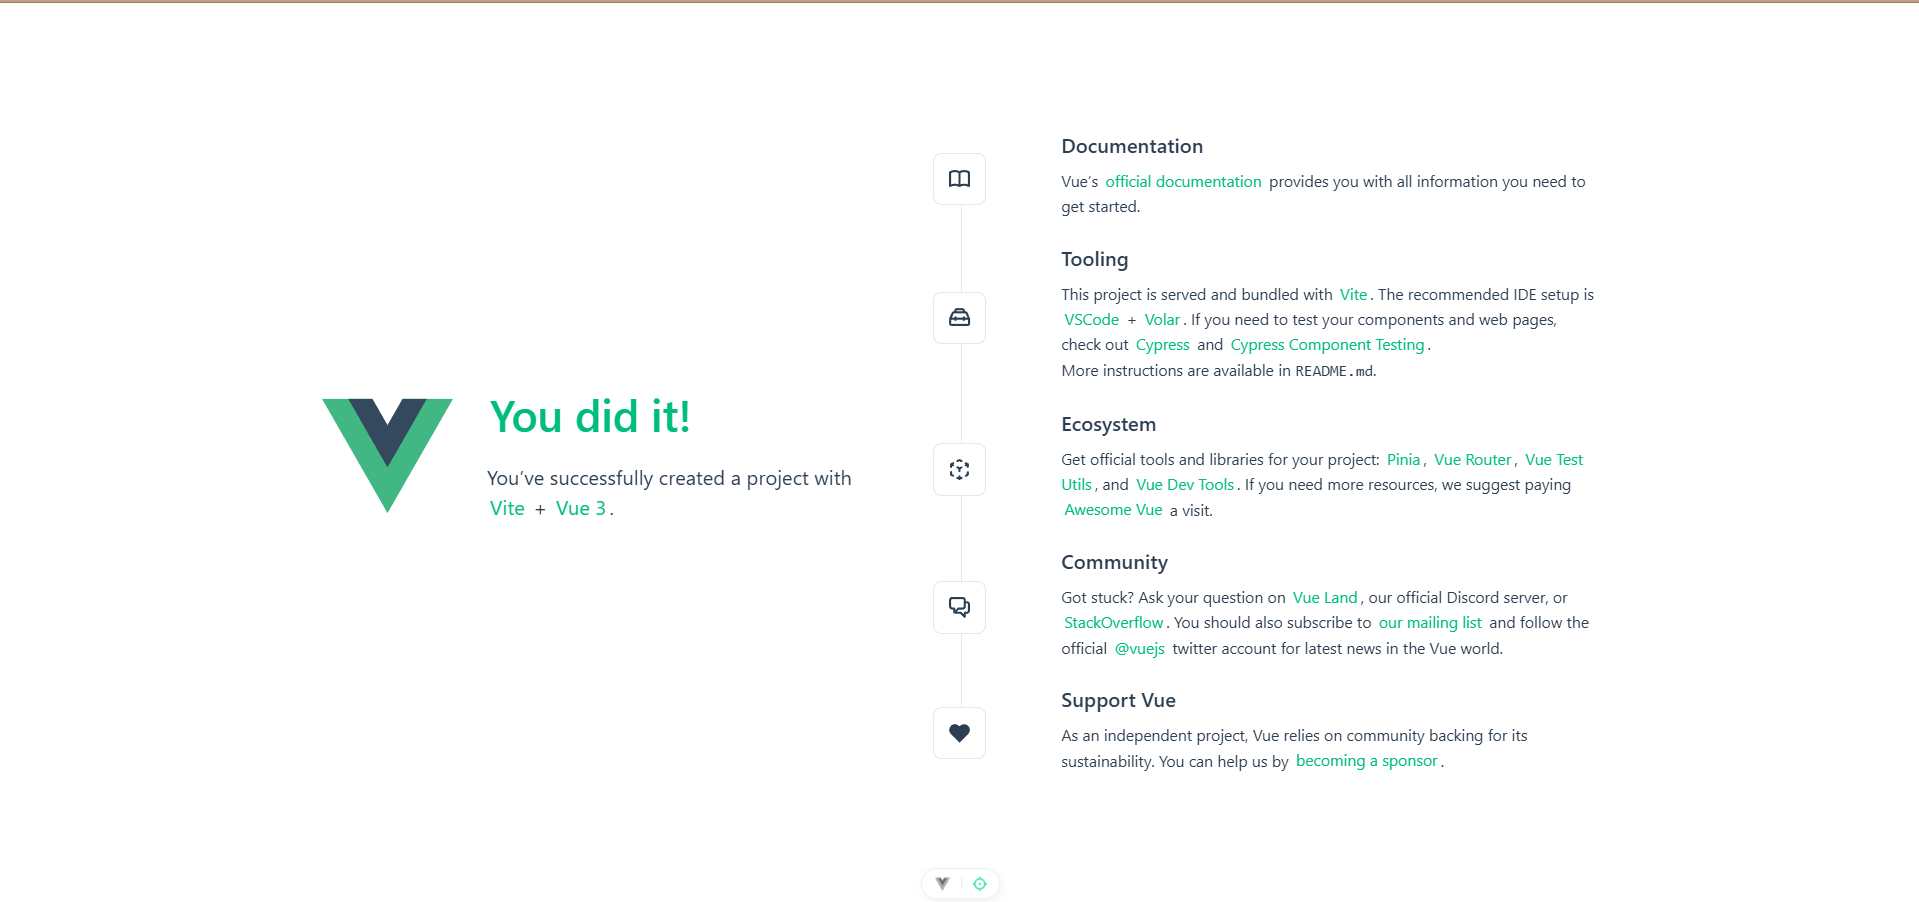 You did it!
You’ve successfully created a project with
Vite + Vue 3.
Documentation
Vue’s official documentation provides you with all information you need to
get started.
Tooling
This project is served and bundled with Vite. The recommended IDE setup is
VSCode + Volar. If you need to test your components and web pages,
check out Cypress and Cypress Component Testing.
More instructions are available in README.md.
Ecosystem
Get official tools and libraries for your project: Pinia, Vue Router, Vue Test
Utils, and Vue Dev Tools. If you need more resources, we suggest paying
Awesome Vue a visit.
Community
Got stuck? Ask your question on Vue Land, our official Discord server, or
StackOverflow. You should also subscribe to our mailing list and follow the
official @vuejs twitter account for latest news in the Vue world.
Support Vue
As an independent project, Vue relies on community backing for its
sustainability. You can help us by becoming a sponsor.